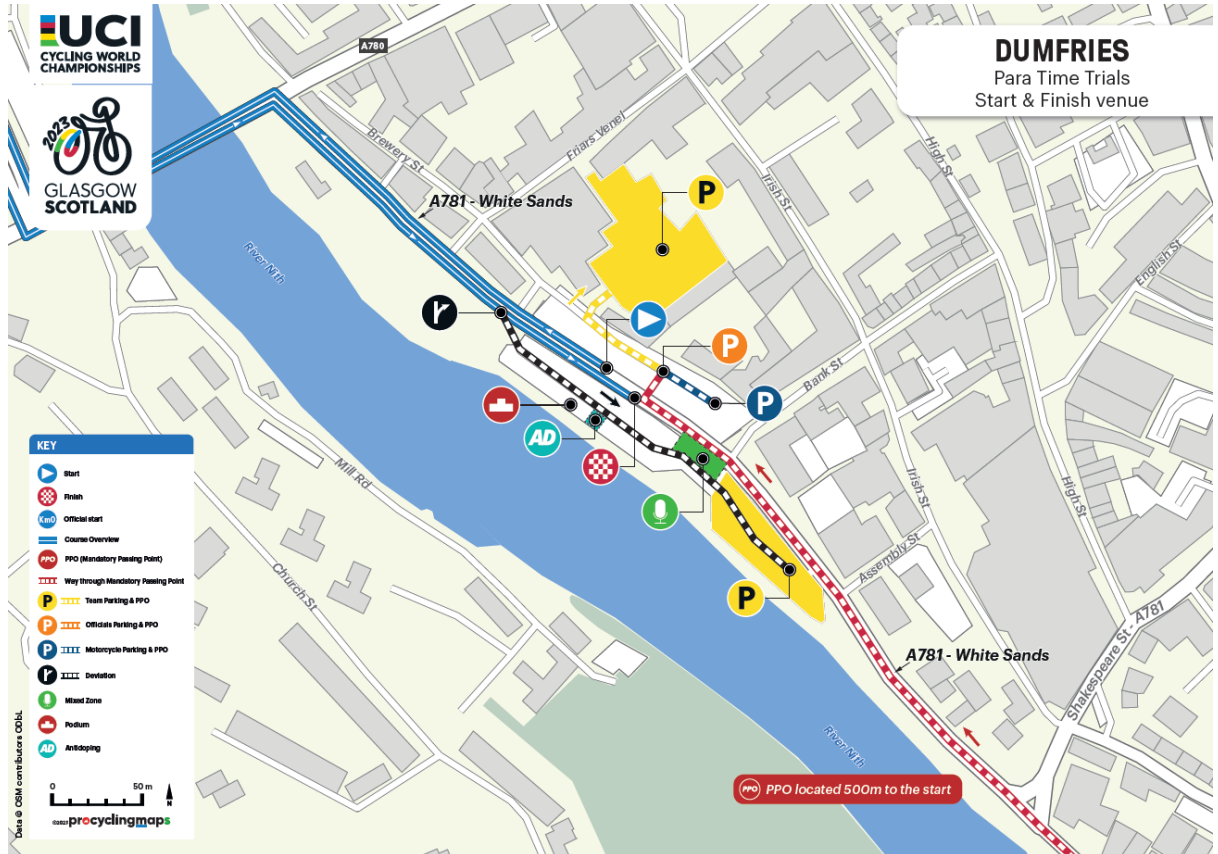 UCI
CYCLING WORLD
CHAMPIONSHIPS
2023
GLASGOW
SCOTLAND
A780
DUMFRIES
Para Time Trials
Start & Finish venue
Brewery St
Friars Venel
A781 - White Sands
Irish St
High St
English St
River Nith
P
P
Bank St
P
AD
Mill Rd
Church St
Irish St
High St
Assembly St
P
A781 - White Sands
Shakespeare St - A781
River Nith
PPO PPO located 500m to the start
KEY
Start
Finish
Km0 Official start
Course Overview
PPO PPO (Mandatory Passing Point)
Way through Mandatory Passing Point
P Team Parking & PPO
P Officials Parking & PPO
P Motorcycle Parking & PPO
Deviation
Mixed Zone
Podium
AD Antidoping
0 50 m
N
©2023 procyclingmaps
Data © OSM contributors ODbL